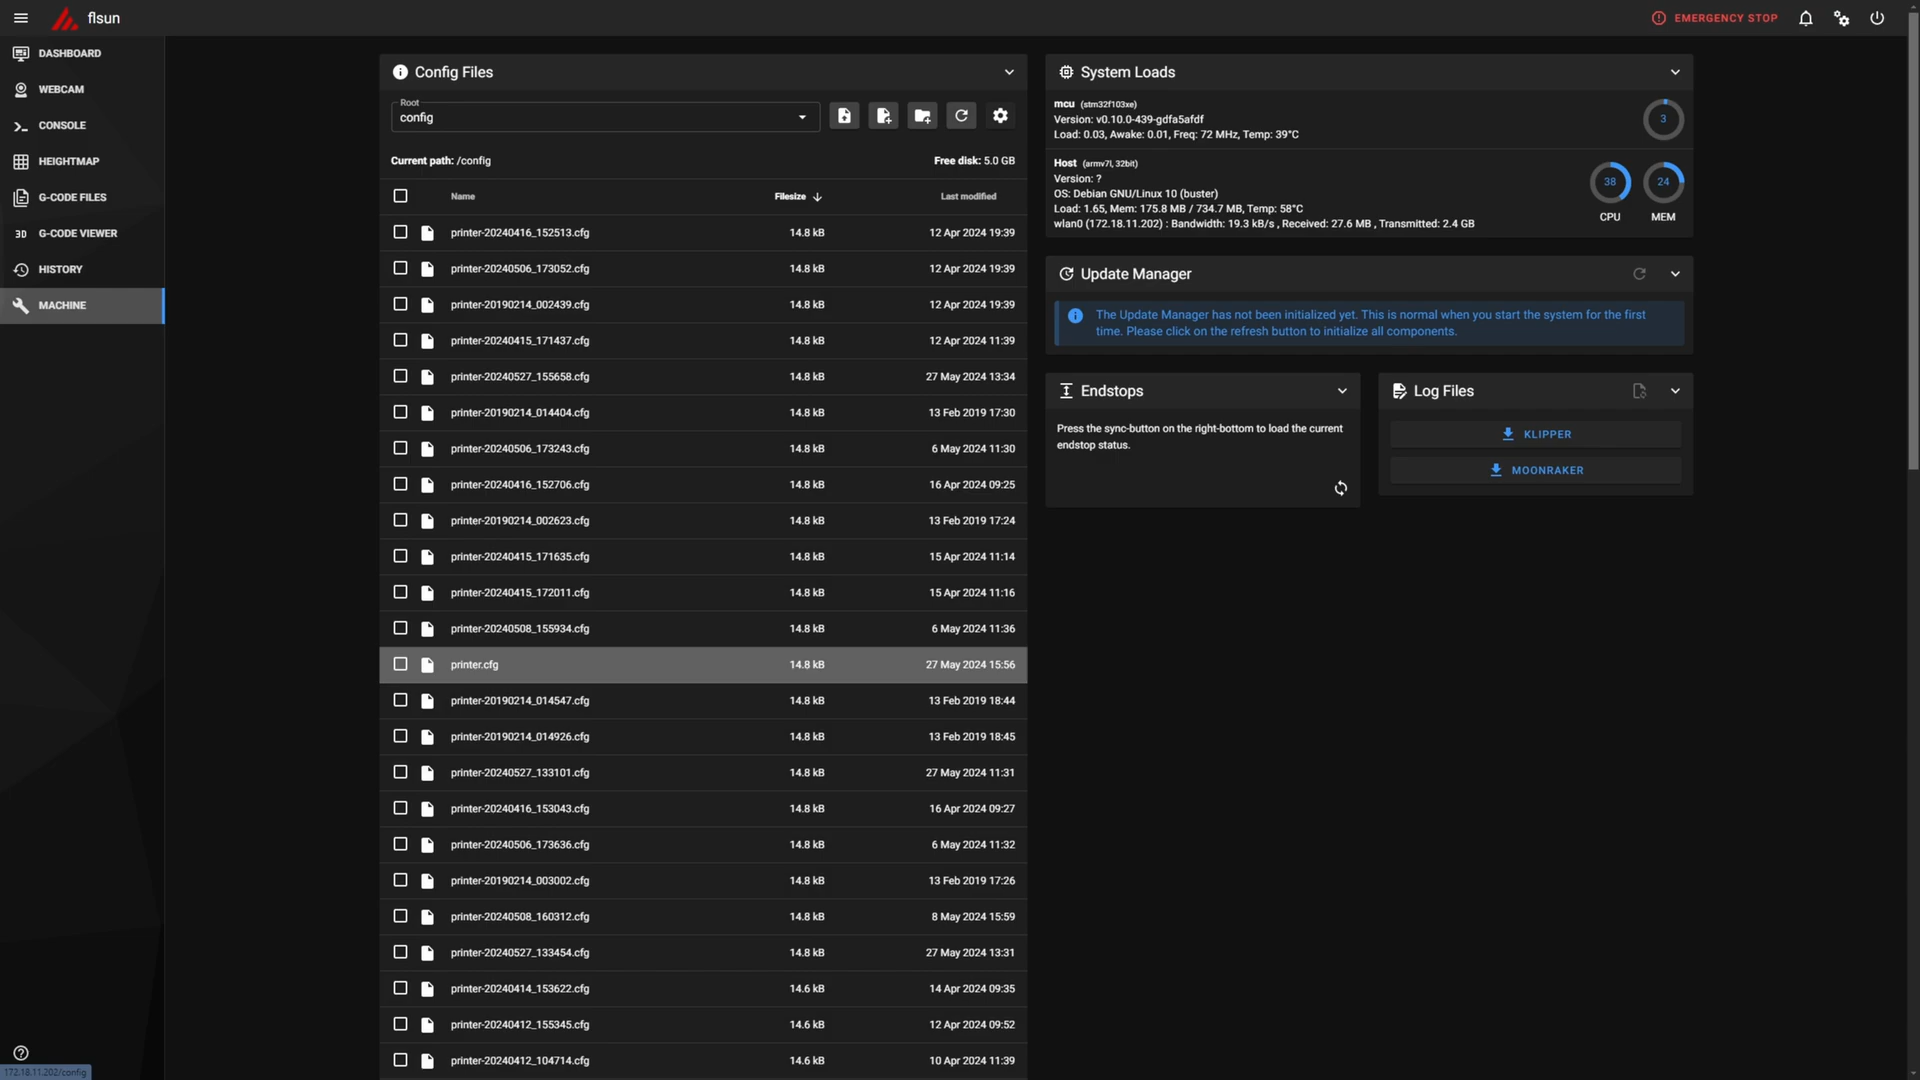 flsun
EMERGENCY STOP
DASHBOARD
WEBCAM
CONSOLE
HEIGHTMAP
G-CODE FILES
3D G-CODE VIEWER
HISTORY
MACHINE
Config Files
Root
config
Current path: /config
Free disk: 5.0 GB
Name Filesize Last modified
printer-20240416_152513.cfg 14.8 kB 12 Apr 2024 19:39
printer-20240506_173052.cfg 14.8 kB 12 Apr 2024 19:39
printer-20190214_002439.cfg 14.8 kB 12 Apr 2024 19:39
printer-20240415_171437.cfg 14.8 kB 12 Apr 2024 11:39
printer-20240527_155658.cfg 14.8 kB 27 May 2024 13:34
printer-20190214_014404.cfg 14.8 kB 13 Feb 2019 17:30
printer-20240506_173243.cfg 14.8 kB 6 May 2024 11:30
printer-20240416_152706.cfg 14.8 kB 16 Apr 2024 09:25
printer-20190214_002623.cfg 14.8 kB 13 Feb 2019 17:24
printer-20240415_171635.cfg 14.8 kB 15 Apr 2024 11:14
printer-20240415_172011.cfg 14.8 kB 15 Apr 2024 11:16
printer-20240508_155934.cfg 14.8 kB 6 May 2024 11:36
printer.cfg 14.8 kB 27 May 2024 15:56
printer-20190214_014547.cfg 14.8 kB 13 Feb 2019 18:44
printer-20190214_014926.cfg 14.8 kB 13 Feb 2019 18:45
printer-20240527_133101.cfg 14.8 kB 27 May 2024 11:31
printer-20240416_153043.cfg 14.8 kB 16 Apr 2024 09:27
printer-20240506_173636.cfg 14.8 kB 6 May 2024 11:32
printer-20190214_003002.cfg 14.8 kB 13 Feb 2019 17:26
printer-20240508_160312.cfg 14.8 kB 8 May 2024 15:59
printer-20240527_133454.cfg 14.8 kB 27 May 2024 13:31
printer-20240414_153622.cfg 14.6 kB 14 Apr 2024 09:35
printer-20240412_155345.cfg 14.6 kB 12 Apr 2024 09:52
printer-20240412_104714.cfg 14.6 kB 10 Apr 2024 11:39
System Loads
mcu (stm32f103xe)
Version: v0.10.0-439-gdfa5afdf
Load: 0.03, Awake: 0.01, Freq: 72 MHz, Temp: 39°C
3
Host (armv7l, 32bit)
Version: ?
OS: Debian GNU/Linux 10 (buster)
Load: 1.65, Mem: 175.8 MB / 734.7 MB, Temp: 58°C
wlan0 (172.18.11.202) : Bandwidth: 19.3 kB/s , Received: 27.6 MB , Transmitted: 2.4 GB
38 24
CPU MEM
Update Manager
The Update Manager has not been initialized yet. This is normal when you start the system for the first
time. Please click on the refresh button to initialize all components.
Endstops
Press the sync-button on the right-bottom to load the current
endstop status.
Log Files
KLIPPER
MOONRAKER
172.18.11.202/config